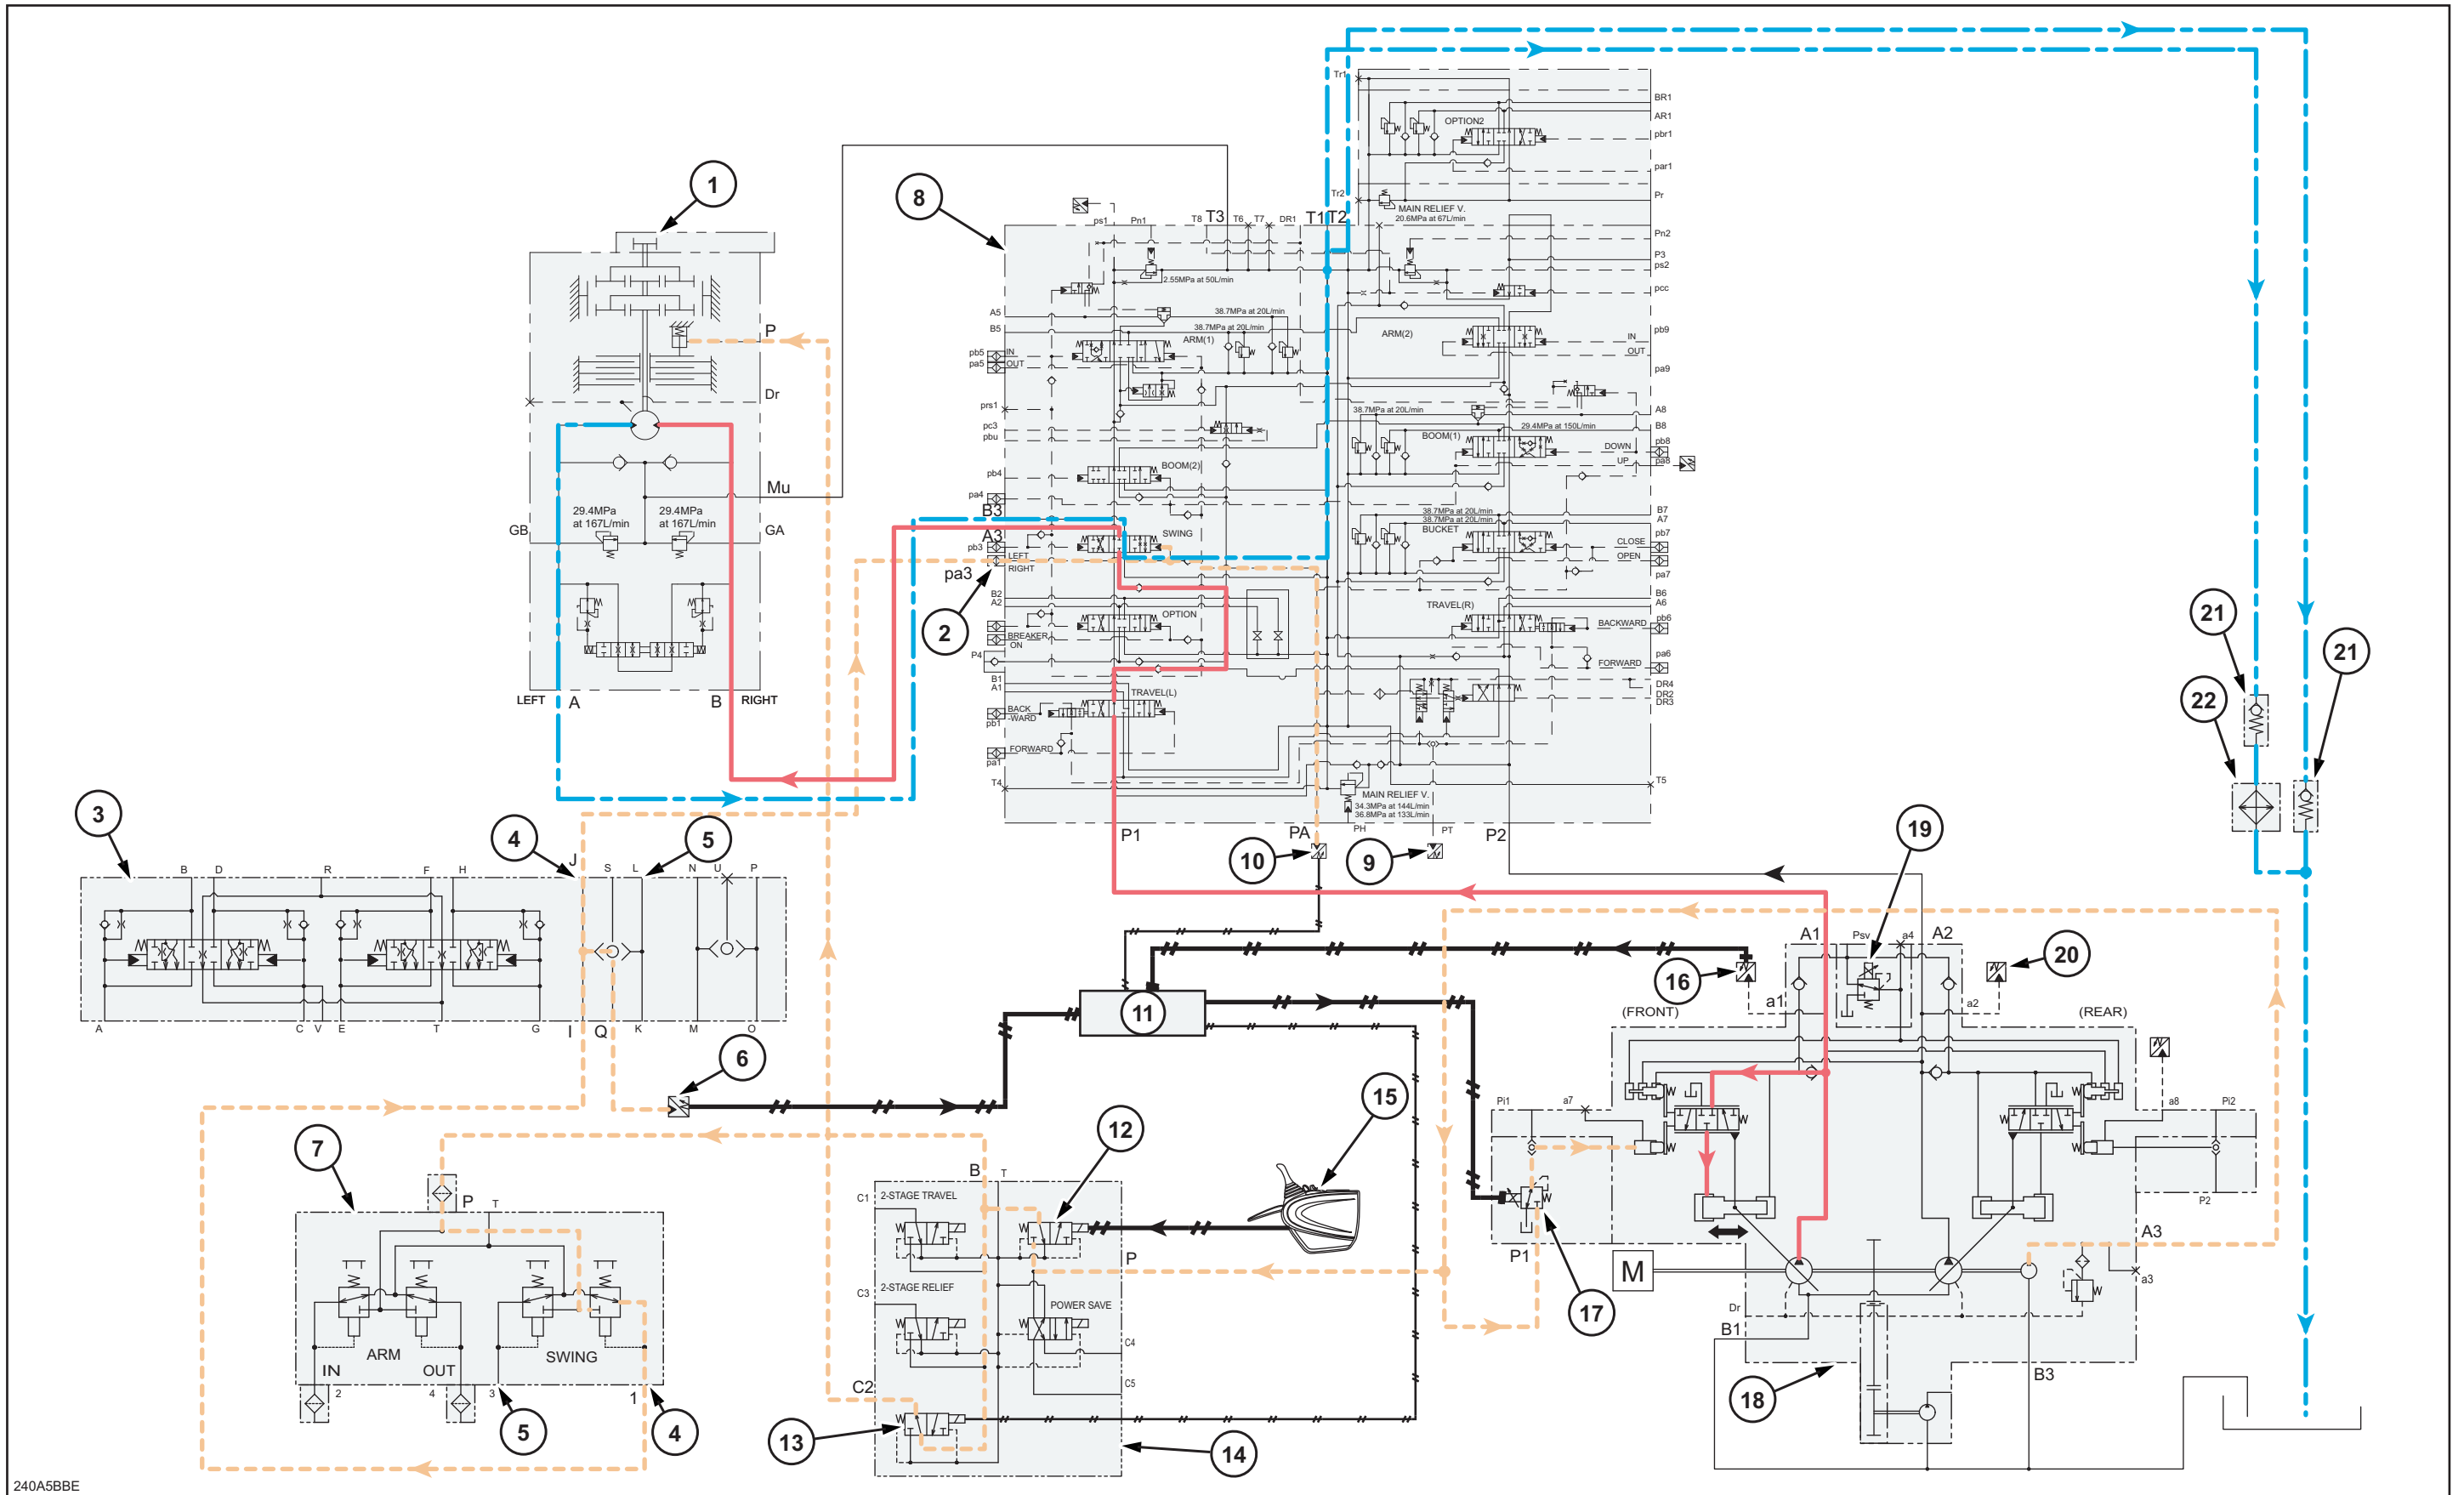 1
8
P
Dr
Mu
GB
GA
29.4MPa
at 167L/min
29.4MPa
at 167L/min
LEFT
A
B
RIGHT
ps1
Pn1
T8
T3
T6
T7
DR1
T1
T2
Tr1
BR1
AR1
OPTION2
pbr1
par1
Tr2
Pr
MAIN RELIEF V.
20.6MPa at 67L/min
Pn2
P3
ps2
pcc
2.55MPa at 50L/min
A5
B5
38.7MPa at 20L/min
38.7MPa at 20L/min
ARM(1)
ARM(2)
pb9
IN
OUT
pa9
pb5
IN
pa5
OUT
prs1
pc3
pbu
38.7MPa at 20L/min
A8
B8
29.4MPa at 150L/min
BOOM(1)
DOWN
pb8
UP
pa8
pb4
BOOM(2)
pa4
B3
A3
SWING
pb3
LEFT
RIGHT
pa3
2
38.7MPa at 20L/min
38.7MPa at 20L/min
BUCKET
B7
A7
pb7
CLOSE
OPEN
pa7
B2
A2
OPTION
BREAKER
ON
P4
B6
A6
TRAVEL(R)
BACKWARD
pb6
pa6
FORWARD
B1
A1
TRAVEL(L)
BACK
-WARD
pb1
FORWARD
pa1
T4
DR4
DR2
DR3
T5
MAIN RELIEF V.
34.3MPa at 144L/min
36.8MPa at 133L/min
P1
PA
PH
PT
P2
10
9
21
21
22
3
4
5
J
B
D
R
F
H
S
L
N
U
P
A
C
V
E
T
G
I
Q
K
M
O
6
11
16
19
20
A1
Psv
a4
A2
a1
a2
(FRONT)
(REAR)
Pi1
a7
a8
Pi2
P2
P1
17
M
A3
a3
Dr
B1
B3
18
7
P
T
ARM
SWING
IN
OUT
2
4
3
1
5
4
12
15
B
T
C1
2-STAGE TRAVEL
P
2-STAGE RELIEF
C3
POWER SAVE
C4
C5
C2
13
14
240A5BBE